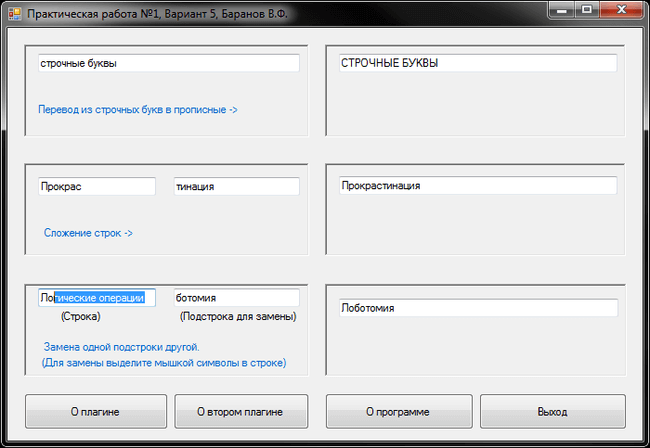 Практическая работа №1, Вариант 5, Баранов В.Ф.
строчные буквы
СТРОЧНЫЕ БУКВЫ
Перевод из строчных букв в прописные ->
Прокрас
тинация
Прокрастинация
Сложение строк ->
Логические операции
ботомия
Лоботомия
(Строка)
(Подстрока для замены)
Замена одной подстроки другой.
(Для замены выделите мышкой символы в строке)
О плагине
О втором плагине
О программе
Выход